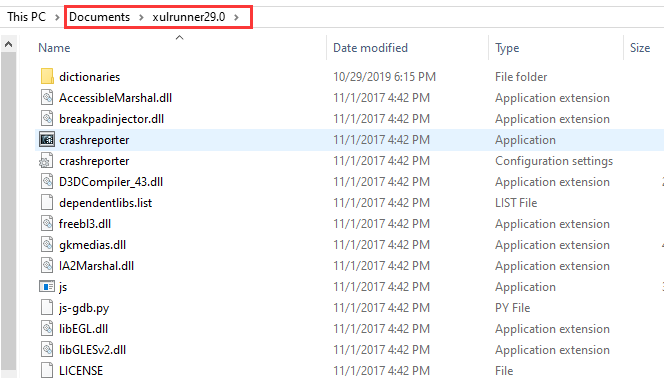 This PC > Documents > xulrunner29.0 >
Name Date modified Type Size
dictionaries 10/29/2019 6:15 PM File folder
AccessibleMarshal.dll 11/1/2017 4:42 PM Application extension
breakpadinjector.dll 11/1/2017 4:42 PM Application extension
crashreporter 11/1/2017 4:42 PM Application
crashreporter 11/1/2017 4:42 PM Configuration settings
D3DCompiler_43.dll 11/1/2017 4:42 PM Application extension 2
dependentlibs.list 11/1/2017 4:42 PM LIST File
freebl3.dll 11/1/2017 4:42 PM Application extension
gkmedias.dll 11/1/2017 4:42 PM Application extension 4
IA2Marshal.dll 11/1/2017 4:42 PM Application extension
js 11/1/2017 4:42 PM Application 3
js-gdb.py 11/1/2017 4:42 PM PY File
libEGL.dll 11/1/2017 4:42 PM Application extension
libGLESv2.dll 11/1/2017 4:42 PM Application extension
LICENSE 11/1/2017 4:42 PM File